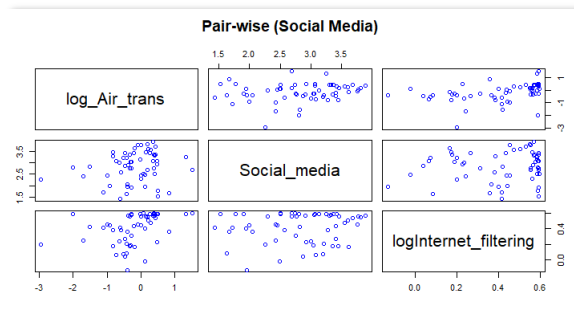 Pair-wise (Social Media)
1.5 2.0 2.5 3.0 3.5
log_Air_trans
1 -1 -3
3.5 2.5 1.5
Social_media
logInternet_filtering
0.4 0.0
-3 -2 -1 0 1
0.0 0.2 0.4 0.6